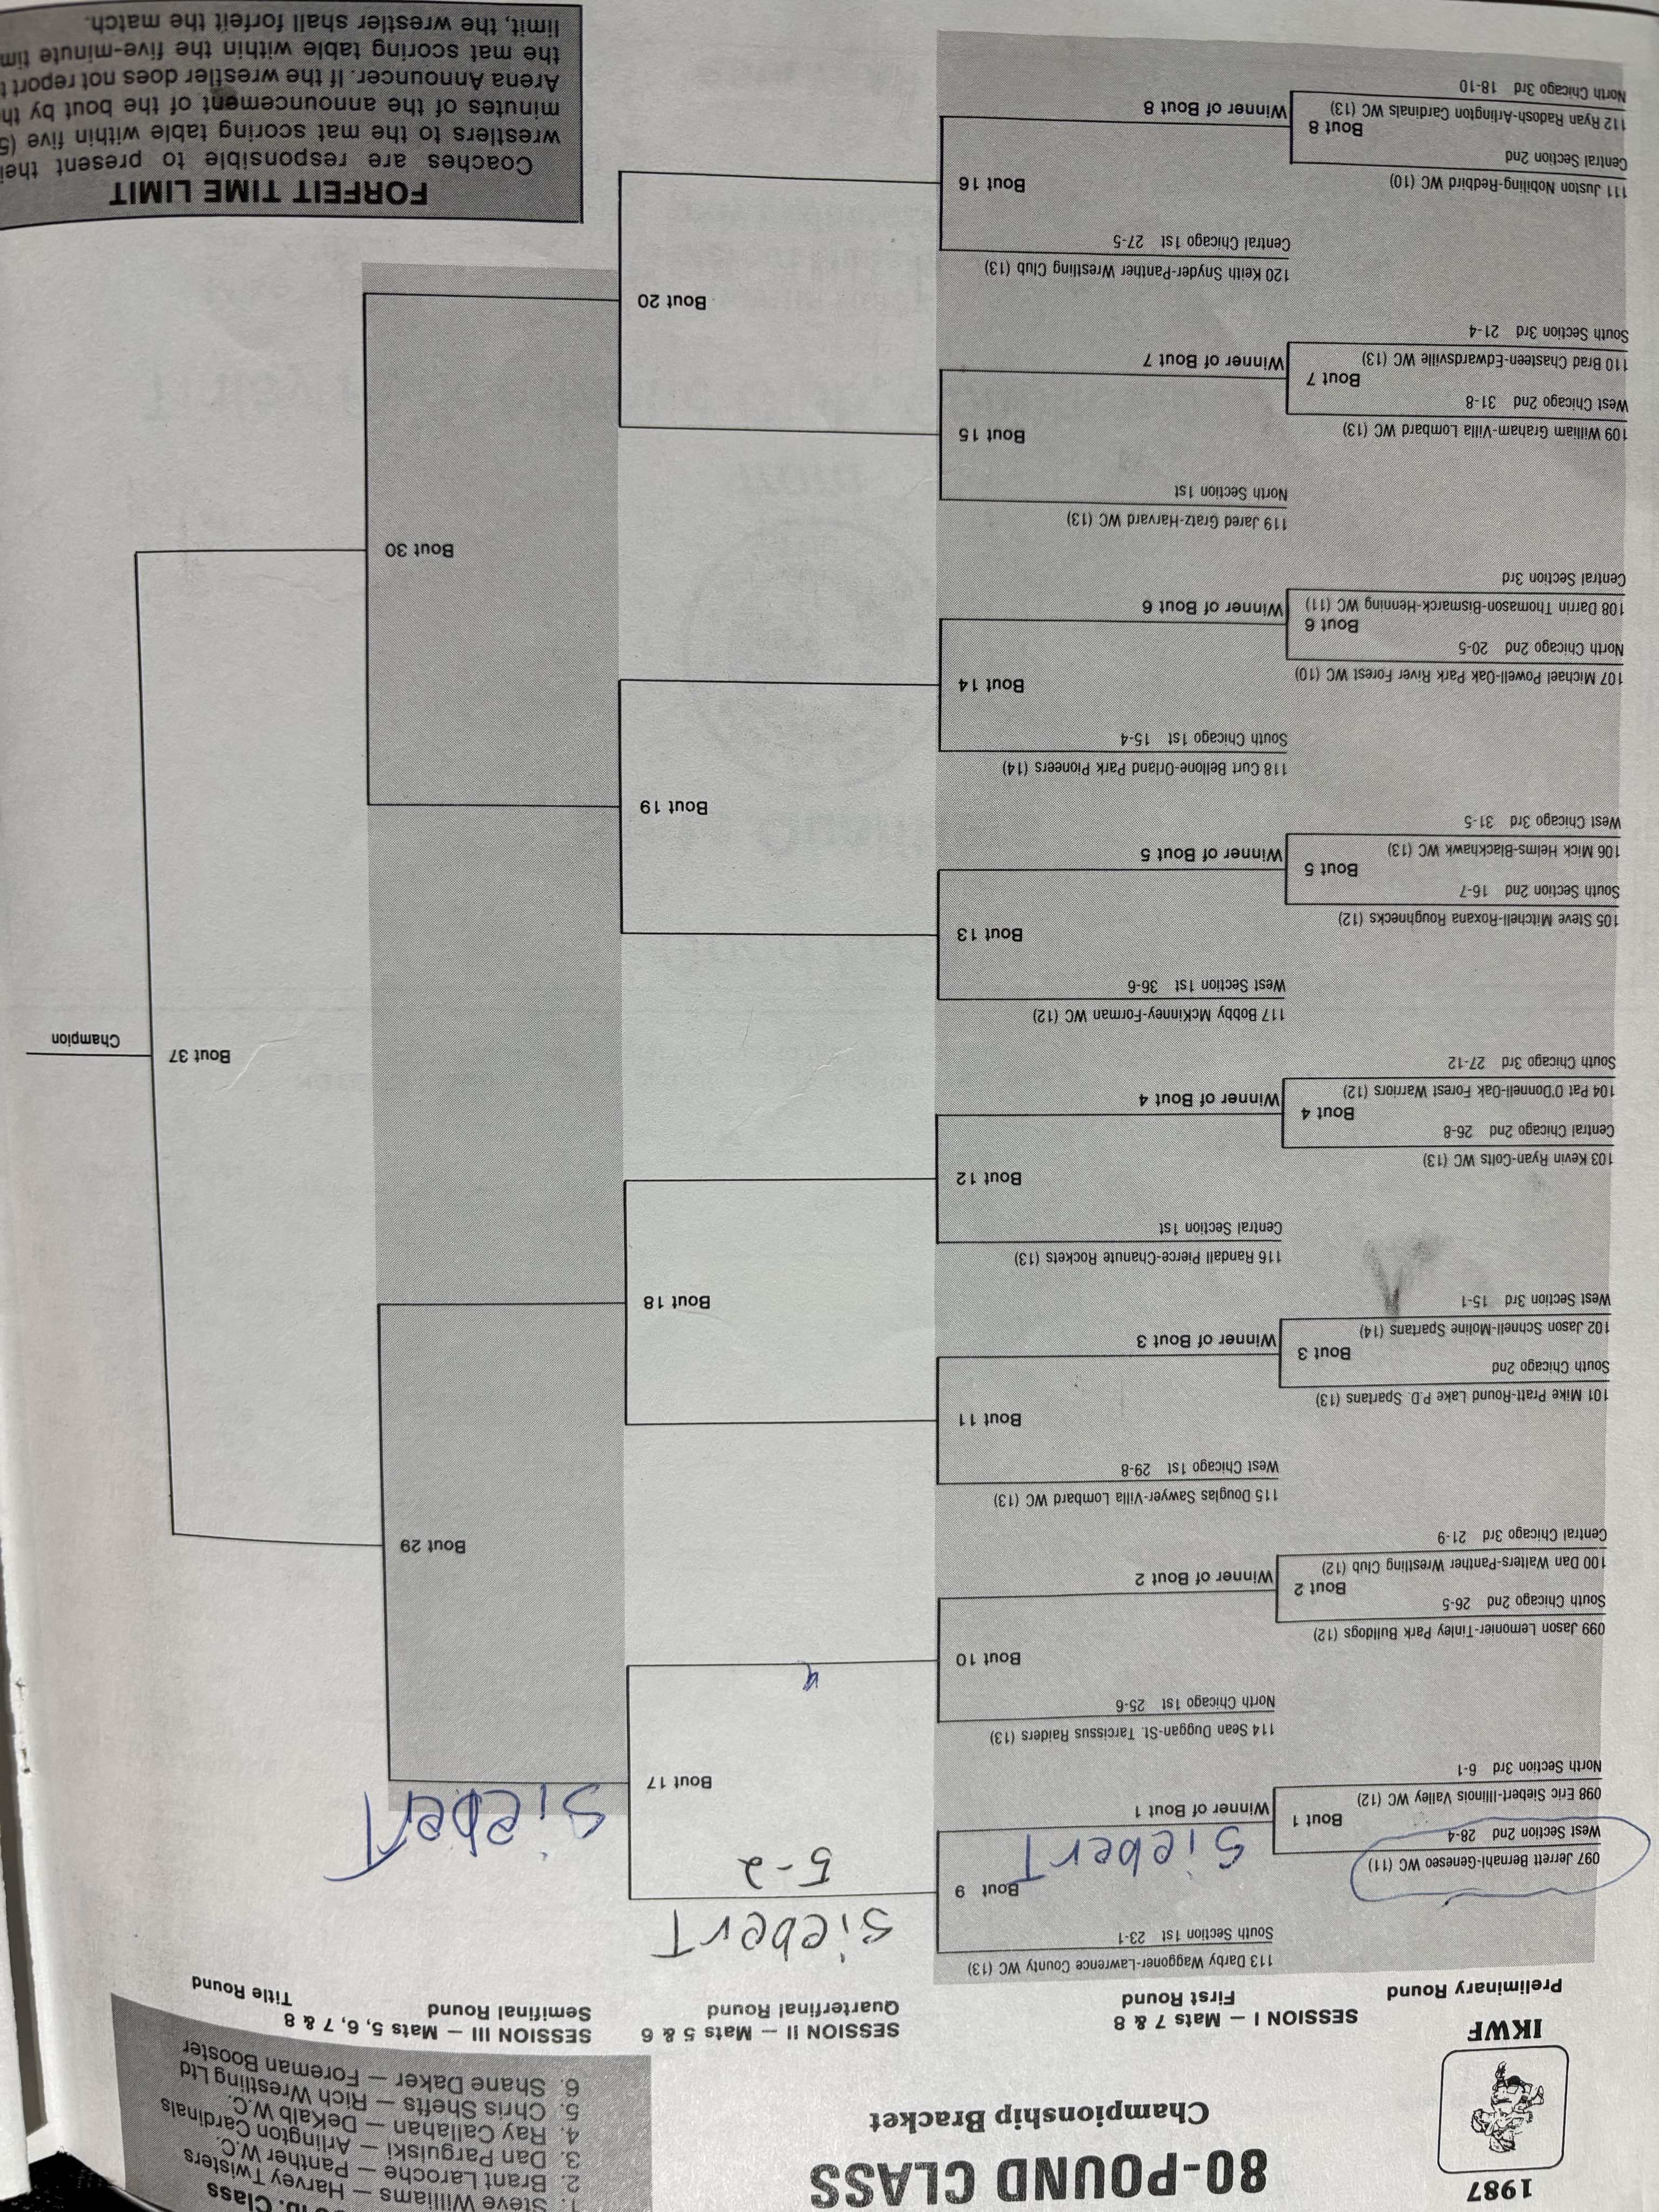 1987
IKWF
80-POUND CLASS
Championship Bracket
lb. Class
1. Steve Williams — Harvey Twisters
2. Brant Laroche — Panther W.C.
3. Dan Pargulski — Arlington Cardinals
4. Ray Callahan — DeKalb W.C.
5. Chris Sheffs — Rich Wrestling Ltd
6. Shane Daker — Foreman Booster
Preliminary Round
SESSION I — Mats 7 & 8
First Round
SESSION II — Mats 5 & 6
Quarterfinal Round
SESSION III — Mats 5, 6, 7 & 8
Semifinal Round
Title Round
113 Darby Waggoner-Lawrence County WC (13)
South Section 1st 23-1
Siebert
Bout 9
5-2
097 Jerrett Bernahl-Geneseo WC (11)
West Section 2nd 28-4
Bout 1
Siebert
Winner of Bout 1
098 Eric Siebert-Illinois Valley WC (12)
North Section 3rd 6-1
Bout 17
Siebert
114 Sean Duggan-St. Tarcissus Raiders (13)
North Chicago 1st 25-6
Bout 10
099 Jason Lemonier-Tinley Park Bulldogs (12)
South Chicago 2nd 26-5
Bout 2
Winner of Bout 2
100 Dan Walters-Panther Wrestling Club (12)
Central Chicago 3rd 21-9
Bout 29
115 Douglas Sawyer-Villa Lombard WC (13)
West Chicago 1st 29-8
Bout 11
101 Mike Pratt-Round Lake P.D. Spartans (13)
South Chicago 2nd
Bout 3
Winner of Bout 3
102 Jason Schnell-Moline Spartans (14)
West Section 3rd 15-1
Bout 18
116 Randall Pierce-Chanute Rockets (13)
Central Section 1st
Bout 12
103 Kevin Ryan-Colts WC (13)
Central Chicago 2nd 26-8
Bout 4
Winner of Bout 4
104 Pat O'Donnell-Oak Forest Warriors (12)
South Chicago 3rd 27-12
Bout 37
Champion
117 Bobby McKinney-Forman WC (12)
West Section 1st 36-6
Bout 13
105 Steve Mitchell-Roxana Roughnecks (12)
South Section 2nd 16-7
Bout 5
Winner of Bout 5
106 Mick Helms-Blackhawk WC (13)
West Chicago 3rd 31-5
Bout 19
118 Curt Bellone-Orland Park Pioneers (14)
South Chicago 1st 15-4
Bout 14
107 Michael Powell-Oak Park River Forest WC (10)
North Chicago 2nd 20-5
Bout 6
Winner of Bout 6
108 Darrin Thomason-Bismarck-Henning WC (11)
Central Section 3rd
Bout 30
119 Jared Gratz-Harvard WC (13)
North Section 1st
Bout 15
109 William Graham-Villa Lombard WC (13)
West Chicago 2nd 31-8
Bout 7
Winner of Bout 7
110 Brad Chasteen-Edwardsville WC (13)
South Section 3rd 21-4
Bout 20
120 Keith Snyder-Panther Wrestling Club (13)
Central Chicago 1st 27-5
Bout 16
111 Juston Nobiling-Redbird WC (10)
Central Section 2nd
Bout 8
Winner of Bout 8
112 Ryan Radosh-Arlington Cardinals WC (13)
North Chicago 3rd 18-10
FORFEIT TIME LIMIT
Coaches are responsible to present thei
wrestlers to the mat scoring table within five (5
minutes of the announcement of the bout by th
Arena Announcer. If the wrestler does not report t
the mat scoring table within the five-minute tim
limit, the wrestler shall forfeit the match.